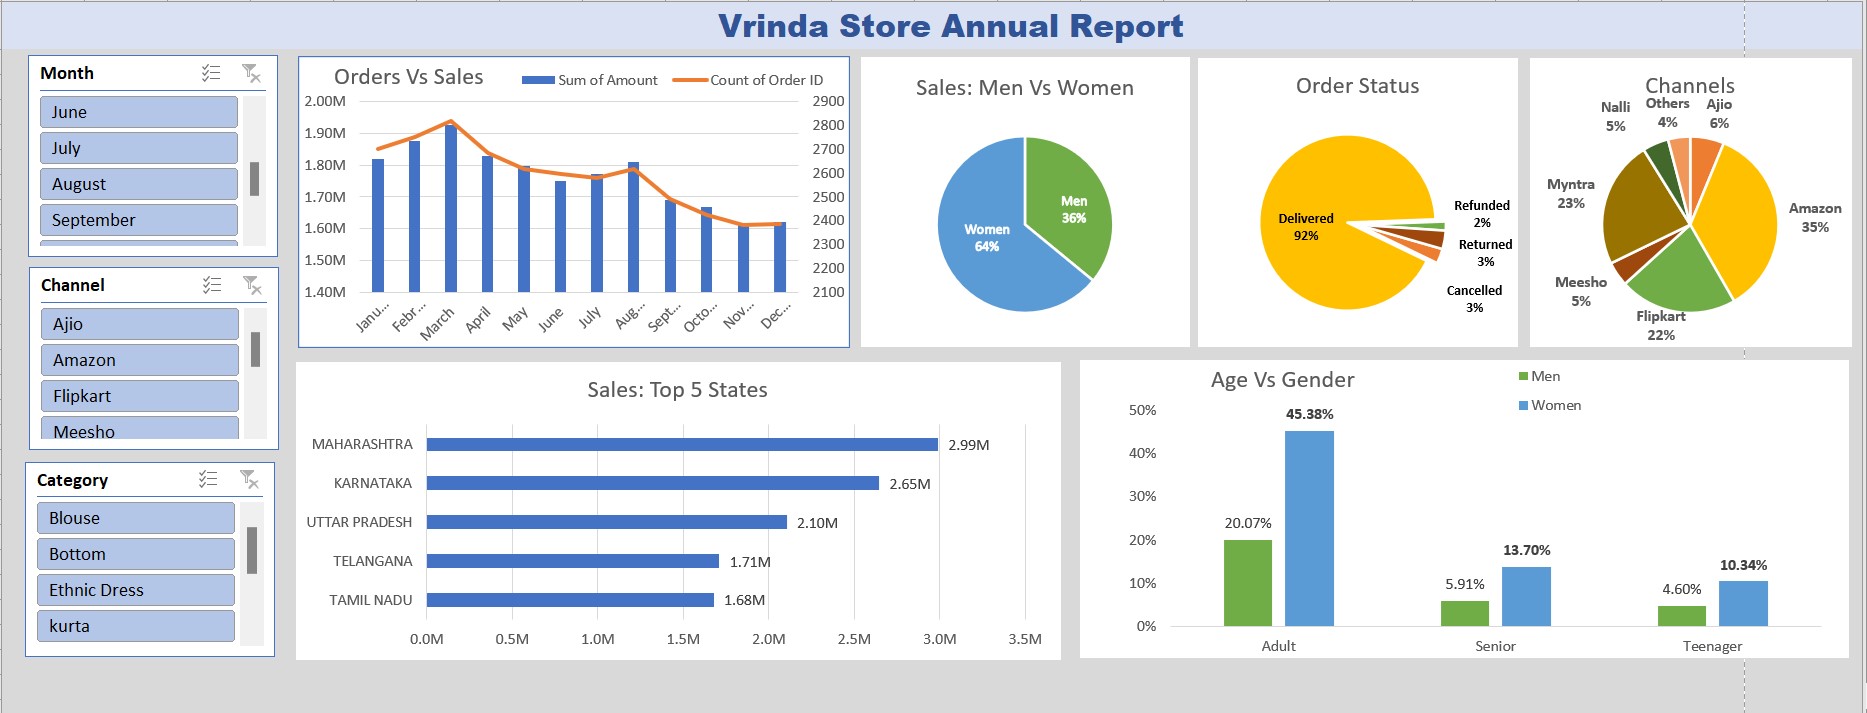 Vrinda Store Annual Report
Month
June
July
August
September
Channel
Ajio
Amazon
Flipkart
Meesho
Category
Blouse
Bottom
Ethnic Dress
kurta
Orders Vs Sales
Sum of Amount
Count of Order ID
2.00M
1.90M
1.80M
1.70M
1.60M
1.50M
1.40M
2900
2800
2700
2600
2500
2400
2300
2200
2100
Janu...
Febr...
March
April
May
June
July
Aug...
Sept...
Octo...
Nov...
Dec...
Sales: Men Vs Women
Men
36%
Women
64%
Order Status
Delivered
92%
Refunded
2%
Returned
3%
Cancelled
3%
Channels
Nalli
5%
Others
4%
Ajio
6%
Myntra
23%
Amazon
35%
Meesho
5%
Flipkart
22%
Sales: Top 5 States
MAHARASHTRA 2.99M
KARNATAKA 2.65M
UTTAR PRADESH 2.10M
TELANGANA 1.71M
TAMIL NADU 1.68M
0.0M 0.5M 1.0M 1.5M 2.0M 2.5M 3.0M 3.5M
Age Vs Gender
Men
Women
50%
40%
30%
20%
10%
0%
20.07%
45.38%
5.91%
13.70%
4.60%
10.34%
Adult Senior Teenager